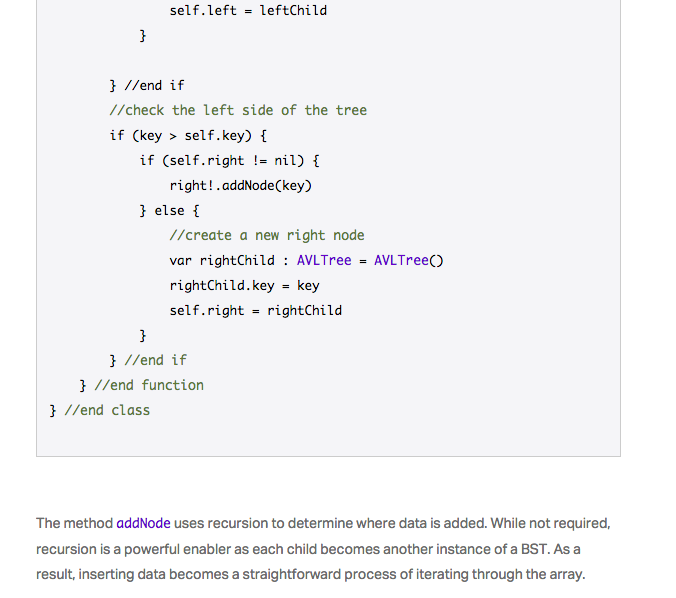 self.left = leftChild
}
} //end if
//check the left side of the tree
if (key > self.key) {
if (self.right != nil) {
right!.addNode(key)
} else {
//create a new right node
var rightChild : AVLTree = AVLTree()
rightChild.key = key
self.right = rightChild
}
} //end if
} //end function
} //end class
The method addNode uses recursion to determine where data is added. While not required,
recursion is a powerful enabler as each child becomes another instance of a BST. As a
result, inserting data becomes a straightforward process of iterating through the array.